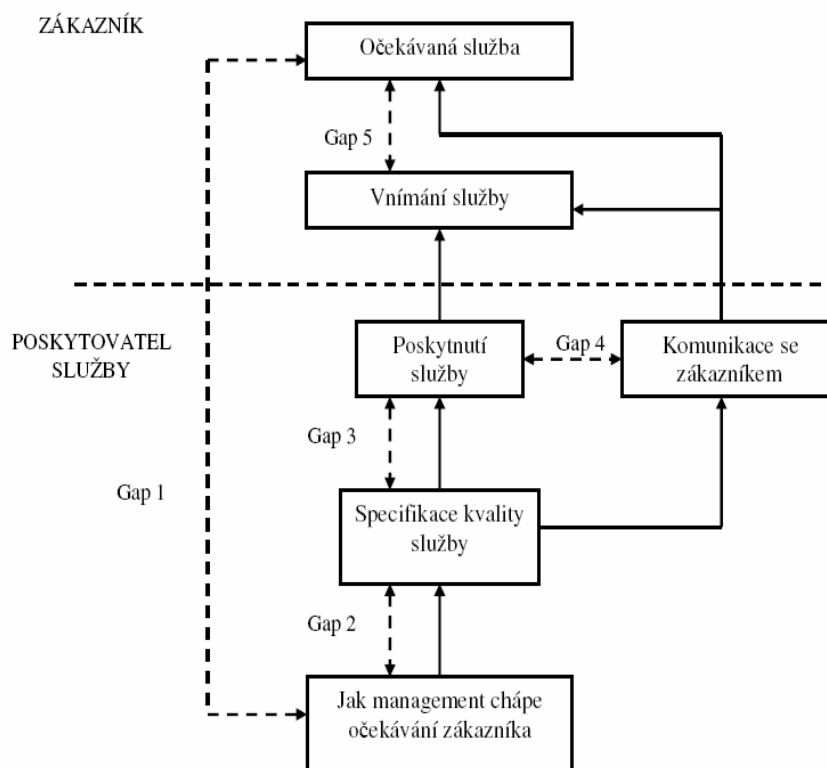 ZÁKAZNÍK
Očekávaná služba
Gap 5
Vnímání služby
POSKYTOVATEL
SLUŽBY
Poskytnutí
služby
Gap 4
Komunikace se
zákazníkem
Gap 3
Gap 1
Specifikace kvality
služby
Gap 2
Jak management chápe
očekávání zákazníka